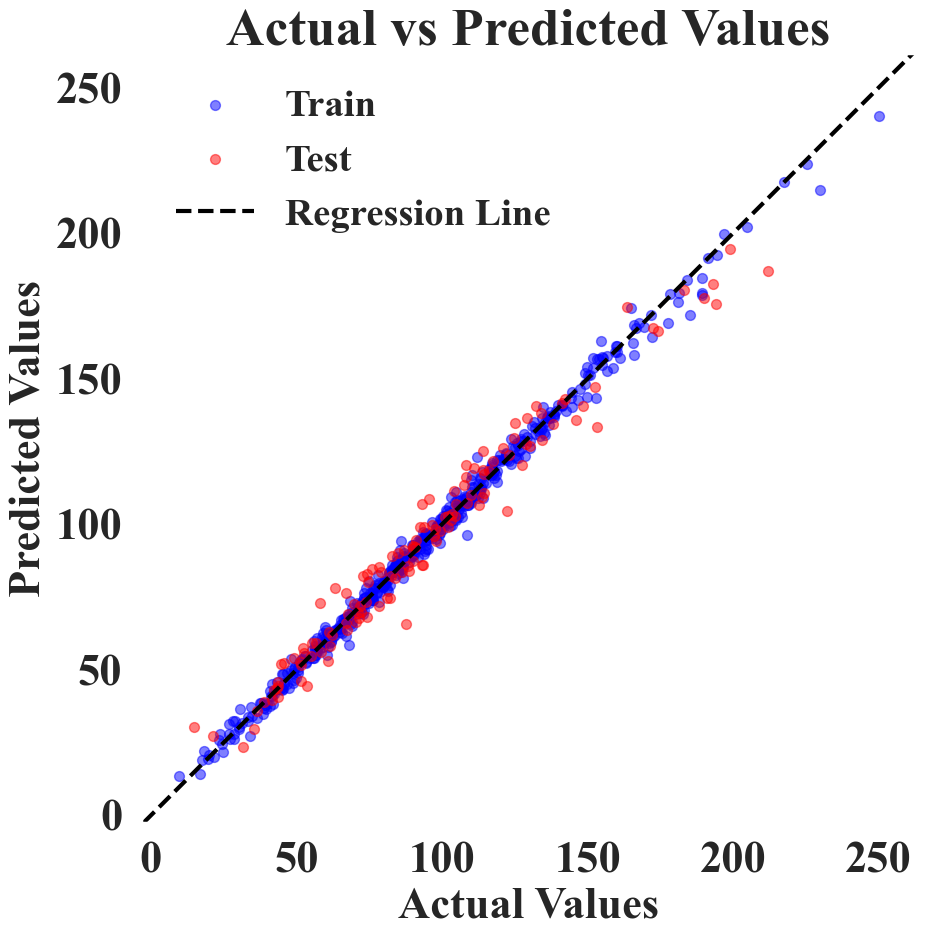 Actual vs Predicted Values
250
Train
Test
Regression Line
200
150
100
50
0
Predicted Values
0 50 100 150 200 250
Actual Values